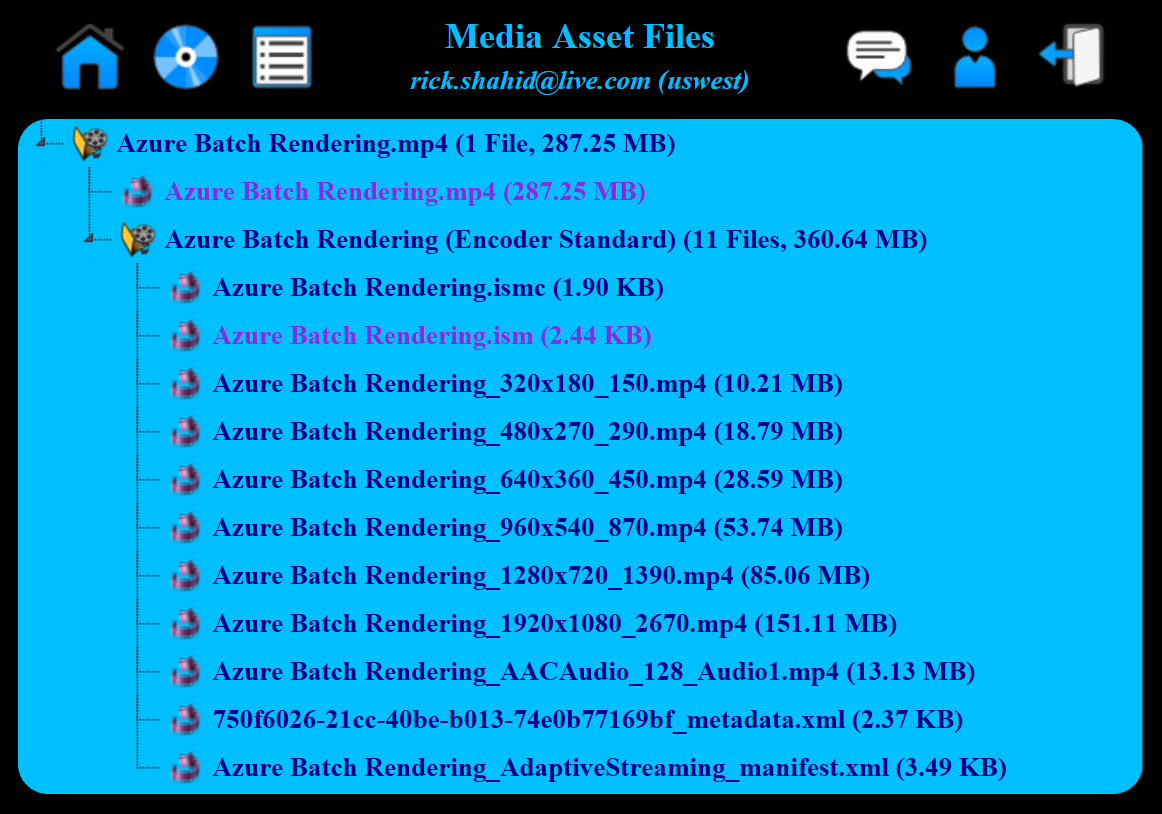 Media Asset Files
rick.shahid@live.com (uswest)
Azure Batch Rendering.mp4 (1 File, 287.25 MB)
Azure Batch Rendering.mp4 (287.25 MB)
Azure Batch Rendering (Encoder Standard) (11 Files, 360.64 MB)
Azure Batch Rendering.ismc (1.90 KB)
Azure Batch Rendering.ism (2.44 KB)
Azure Batch Rendering_320x180_150.mp4 (10.21 MB)
Azure Batch Rendering_480x270_290.mp4 (18.79 MB)
Azure Batch Rendering_640x360_450.mp4 (28.59 MB)
Azure Batch Rendering_960x540_870.mp4 (53.74 MB)
Azure Batch Rendering_1280x720_1390.mp4 (85.06 MB)
Azure Batch Rendering_1920x1080_2670.mp4 (151.11 MB)
Azure Batch Rendering_AACAudio_128_Audio1.mp4 (13.13 MB)
750f6026-21cc-40be-b013-74e0b77169bf_metadata.xml (2.37 KB)
Azure Batch Rendering_AdaptiveStreaming_manifest.xml (3.49 KB)